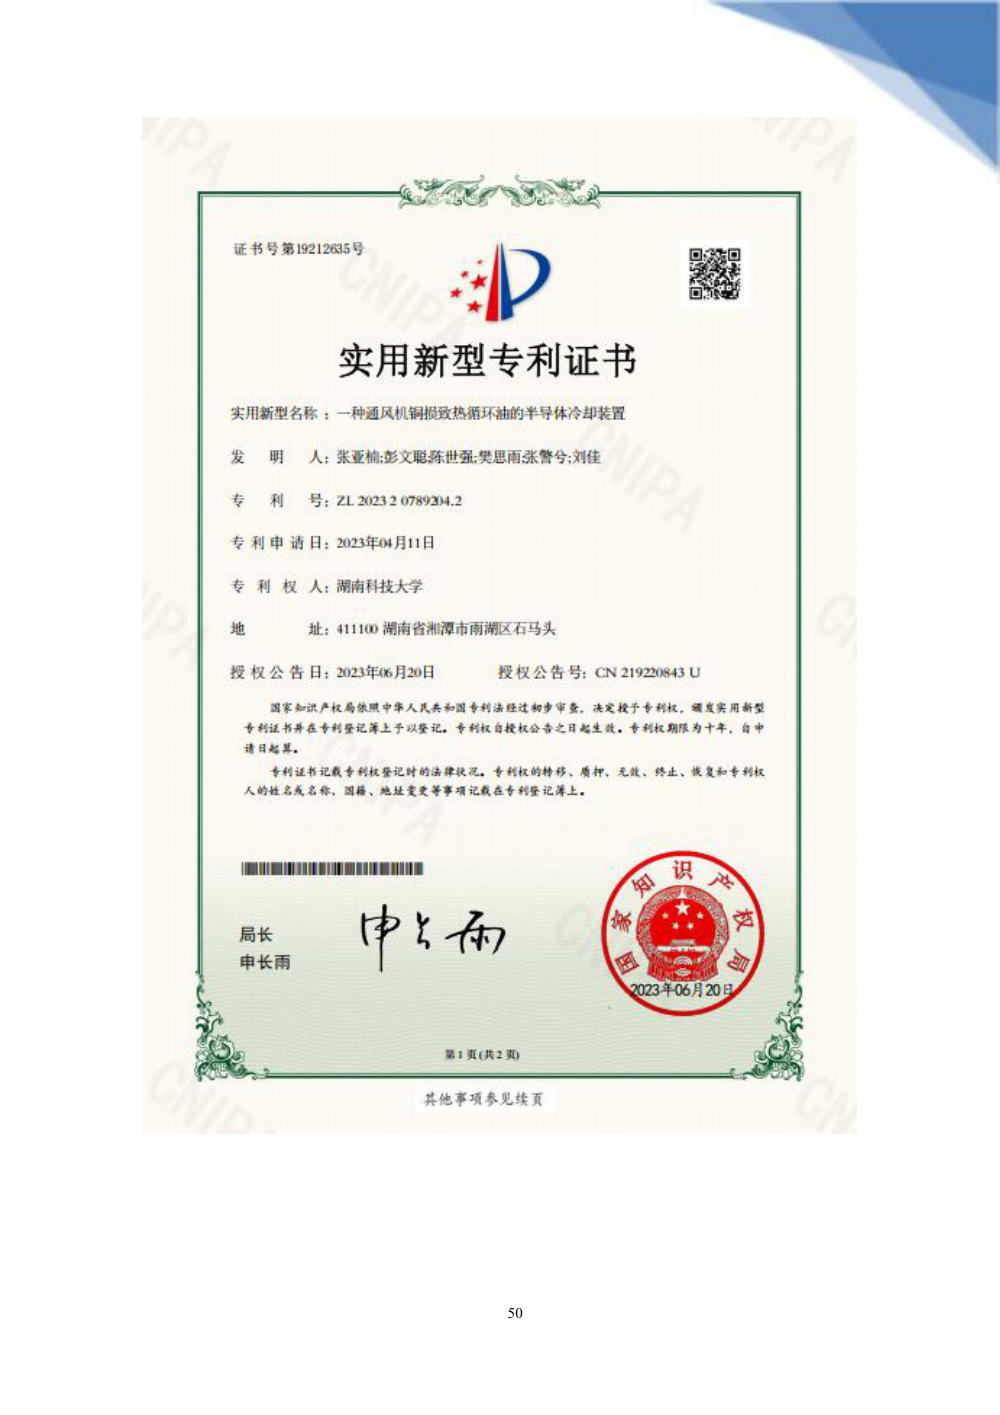 证书号第19212635号
实用新型专利证书
实用新型名称：一种通风机铜损致热循环油的半导体冷却装置
发明人：张亚楠;彭文聪;陈世强;樊思雨;张警兮;刘佳
专利号：ZL 2023 2 0789204.2
专利申请日：2023年04月11日
专利权人：湖南科技大学
地址：411100 湖南省湘潭市雨湖区石马头
授权公告日：2023年06月20日 授权公告号：CN 219220843 U
国家知识产权局依照中华人民共和国专利法经过初步审查，决定授予专利权，颁发实用新型
专利证书并在专利登记簿上予以登记。专利权自授权公告之日起生效。专利权期限为十年，自申
请日起算。
专利证书记载专利权登记时的法律状况。专利权的转移、质押、无效、终止、恢复和专利权
人的姓名或名称、国籍、地址变更等事项记载在专利登记簿上。
局长
申长雨
申长雨
国家知识产权局
2023年06月20日
第 1 页 (共 2 页)
其他事项参见续页
CNIPA
50